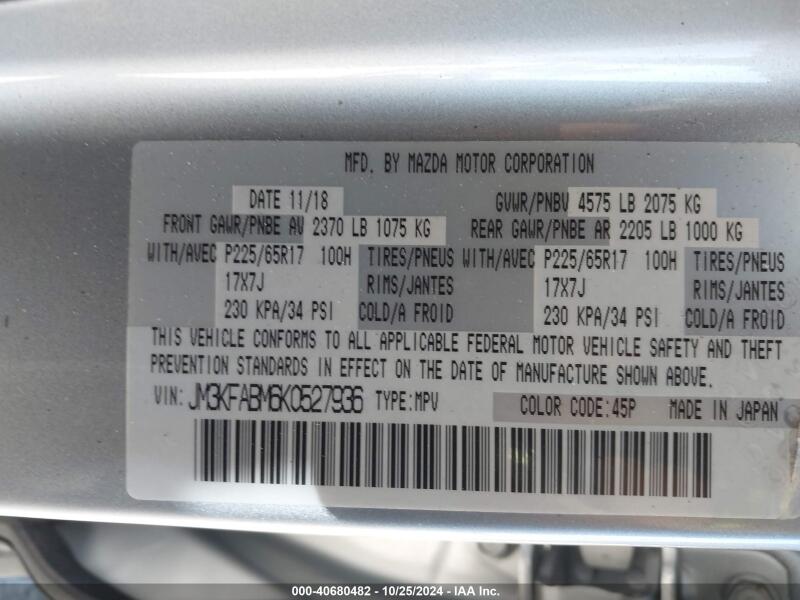 MFD. BY MAZDA MOTOR CORPORATION
DATE 11/18 GVWR/PNBV 4575 LB 2075 KG
FRONT GAWR/PNBE AV 2370 LB 1075 KG REAR GAWR/PNBE AR 2205 LB 1000 KG
WITH/AVEC P225/65R17 100H TIRES/PNEUS WITH/AVEC P225/65R17 100H TIRES/PNEUS
17X7J RIMS/JANTES 17X7J RIMS/JANTES
230 KPA/34 PSI COLD/A FROID 230 KPA/34 PSI COLD/A FROID
THIS VEHICLE CONFORMS TO ALL APPLICABLE FEDERAL MOTOR VEHICLE SAFETY AND THEFT
PREVENTION STANDARDS IN EFFECT ON THE DATE OF MANUFACTURE SHOWN ABOVE.
VIN: JM3KFABM6K0527936 TYPE:MPV COLOR CODE:45P MADE IN JAPAN
000-40680482 - 10/25/2024 - IAA Inc.